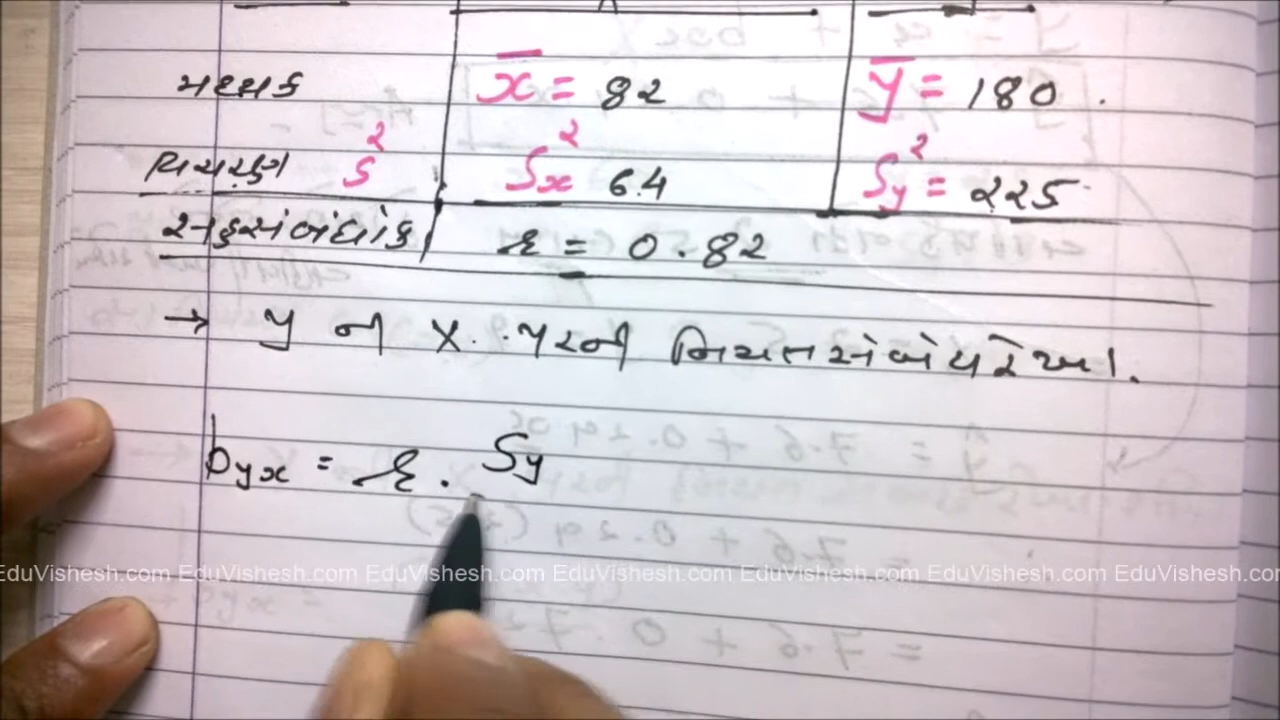 મધ્યક x̄ = 82 ȳ = 180
વિચરણ s² Sx² 64 Sy² = 225
સહસંબંધાંક r = 0.82
→ Y ની X પરની નિયતસંબંધ રેખા.
byx = r . Sy
EduVishesh.com EduVishesh.com EduVishesh.com EduVishesh.com EduVishesh.com EduVishesh.com EduVishesh.com